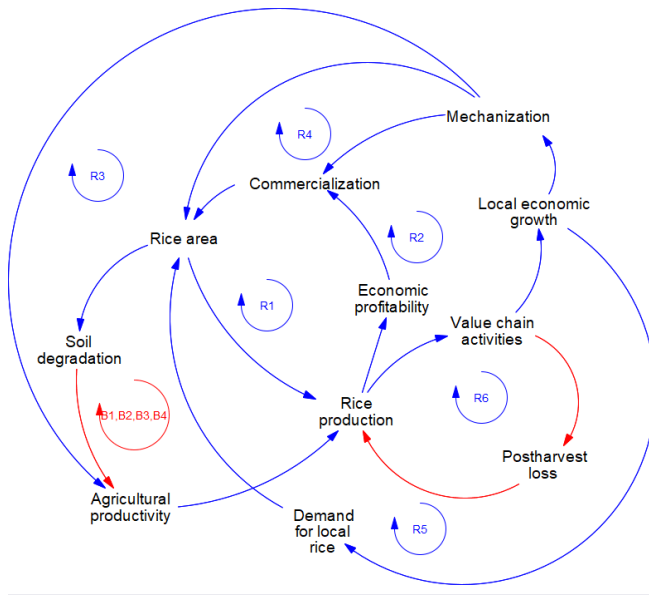 Mechanization
R4
R3
Commercialization
Local economic
growth
Rice area
R2
R1
Economic
profitability
Value chain
activities
Soil
degradation
R6
B1,B2,B3,B4
Rice
production
Postharvest
loss
Agricultural
productivity
Demand
for local
rice
R5